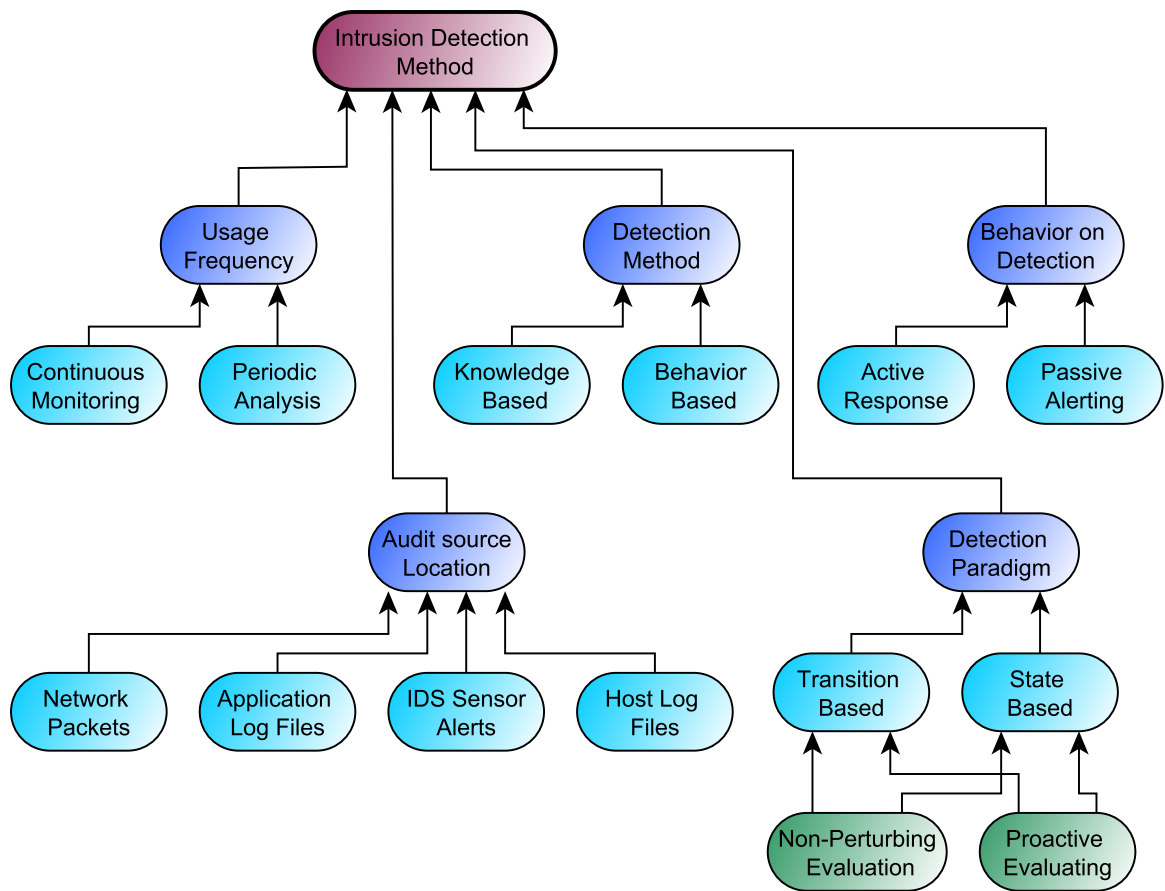 Intrusion Detection
Method
Usage
Frequency
Detection
Method
Behavior on
Detection
Continuous
Monitoring
Periodic
Analysis
Knowledge
Based
Behavior
Based
Active
Response
Passive
Alerting
Audit source
Location
Detection
Paradigm
Network
Packets
Application
Log Files
IDS Sensor
Alerts
Host Log
Files
Transition
Based
State
Based
Non-Perturbing
Evaluation
Proactive
Evaluating